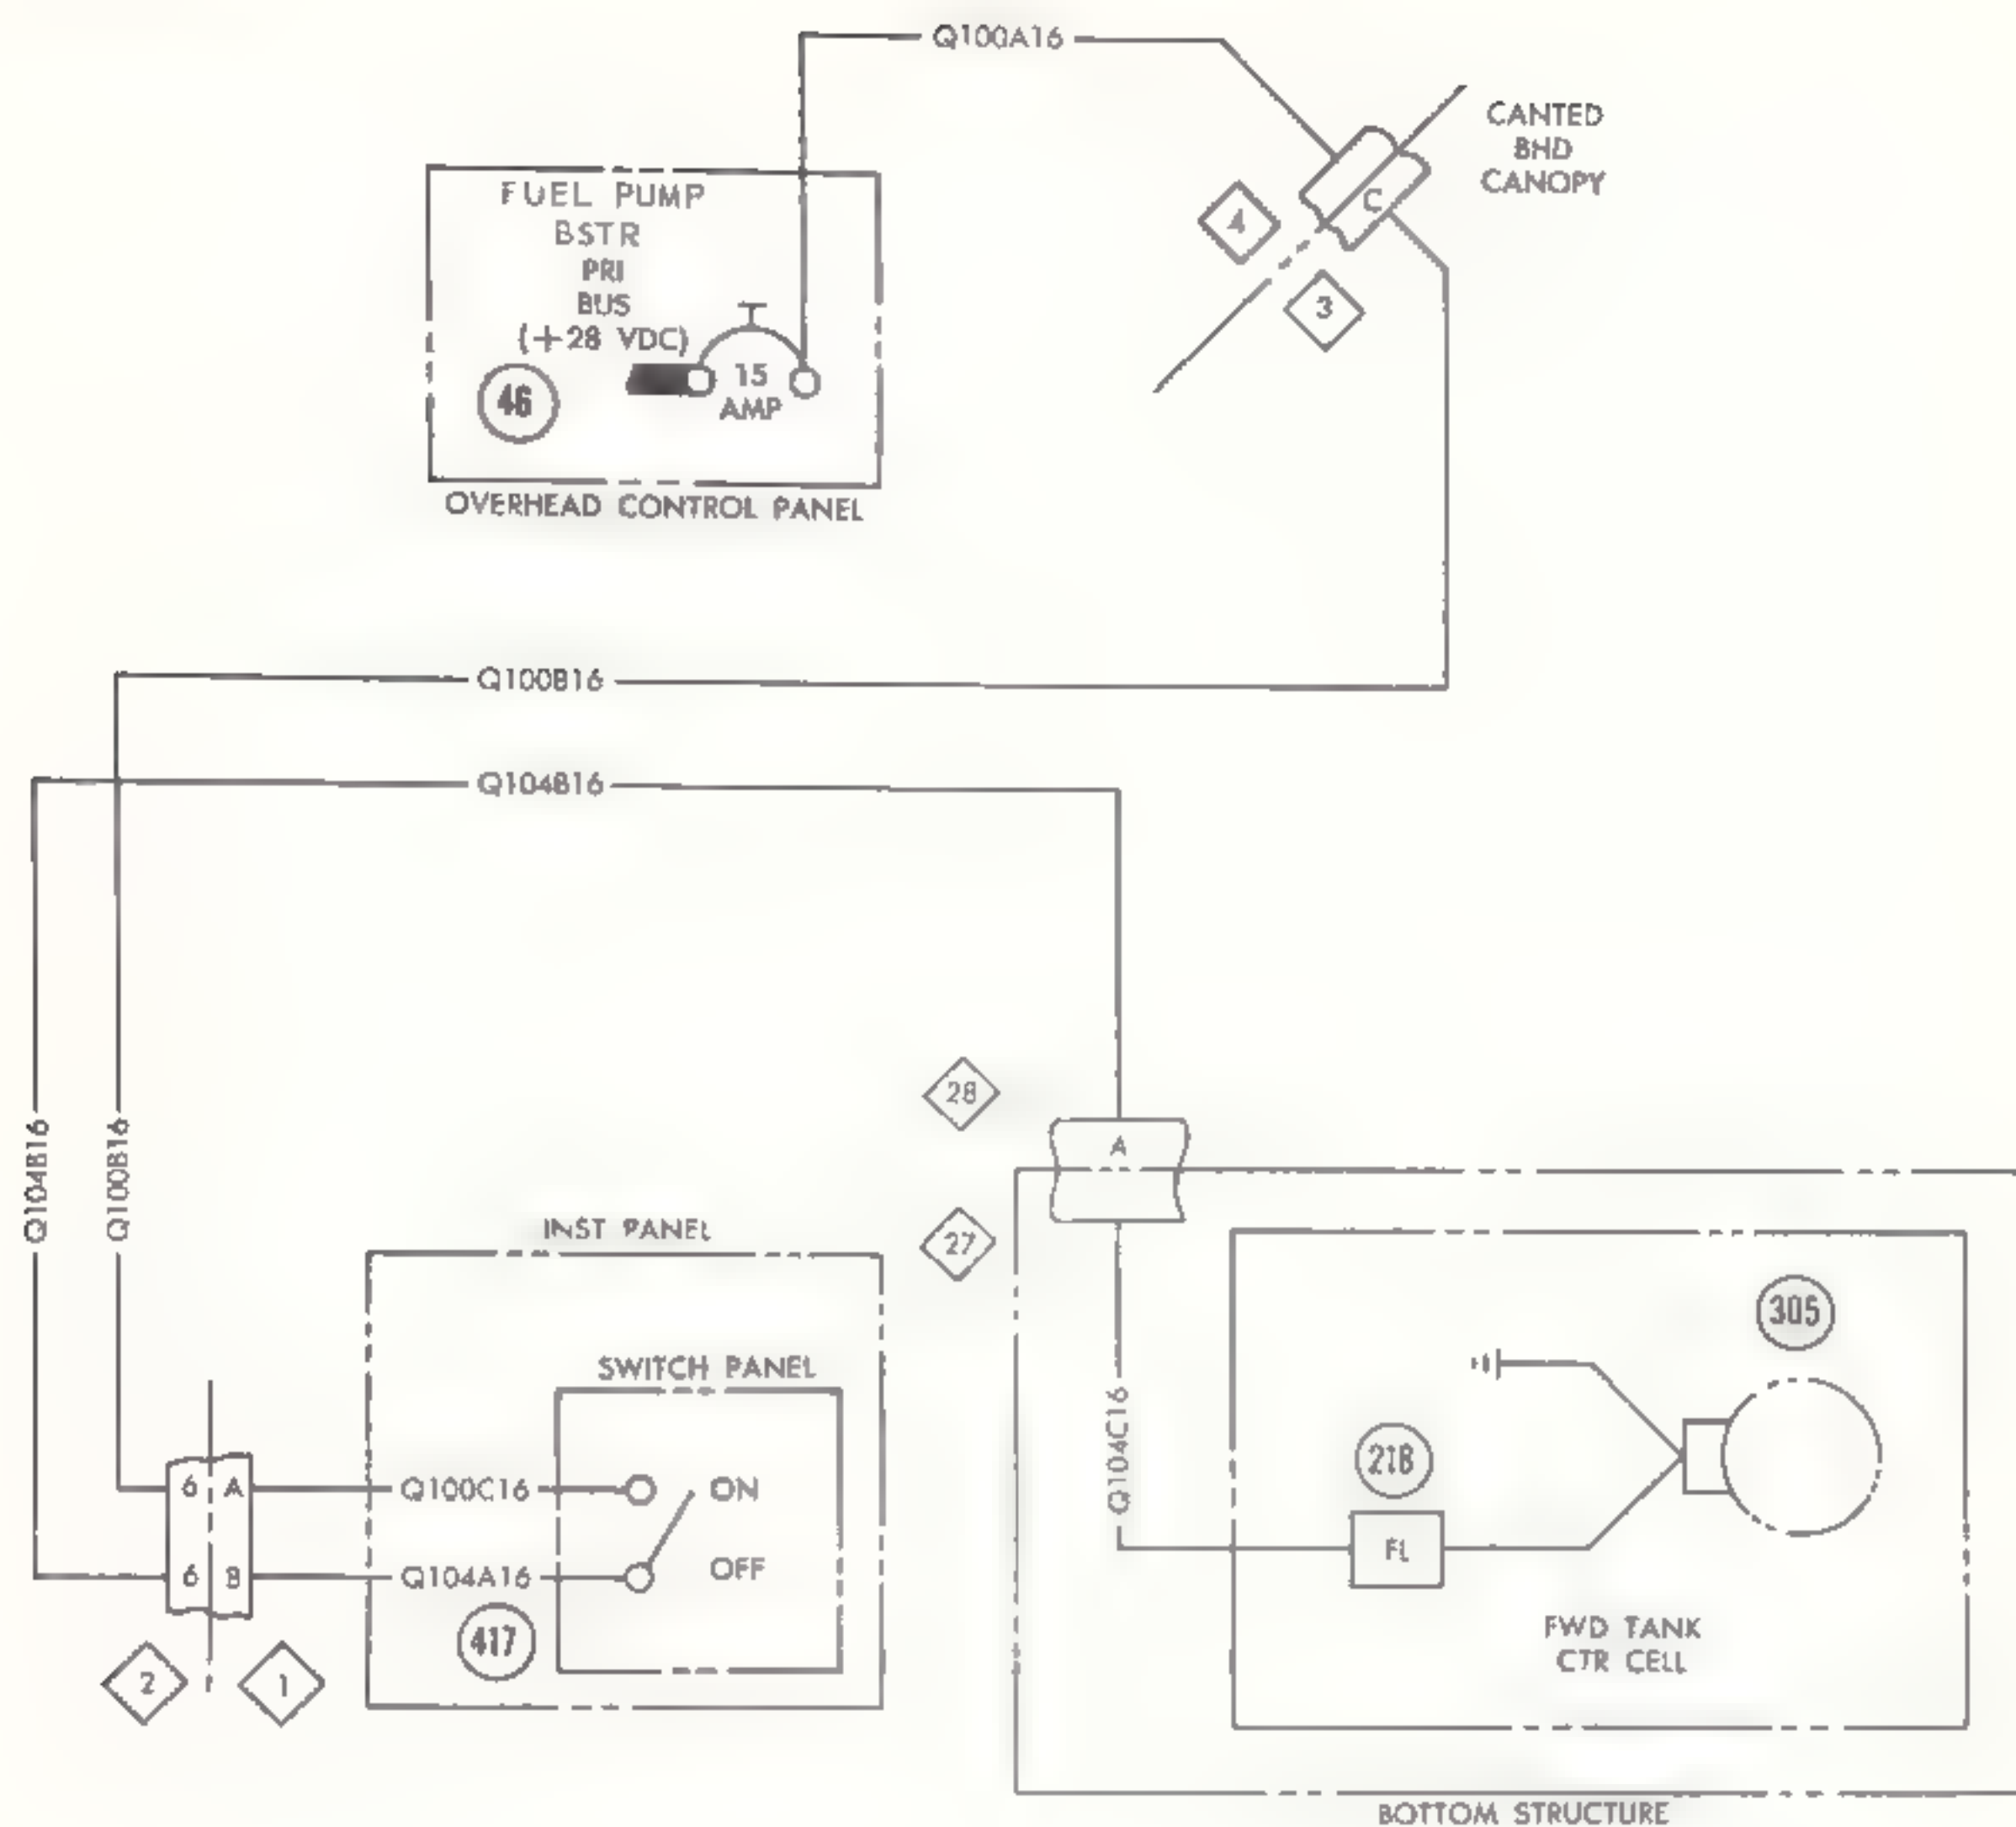 Q100A16
CANTED
BHD
CANOPY
FUEL PUMP
BSTR
PRI
BUS
(+28 VDC)
15
AMP
46
4
C
3
OVERHEAD CONTROL PANEL
Q100B16
Q104B16
Q104B16
Q100B16
28
A
27
INST PANEL
305
SWITCH PANEL
Q104C16
218
6 A
Q100C16
ON
FL
OFF
6 B
Q104A16
417
FWD TANK
CTR CELL
2
1
BOTTOM STRUCTURE